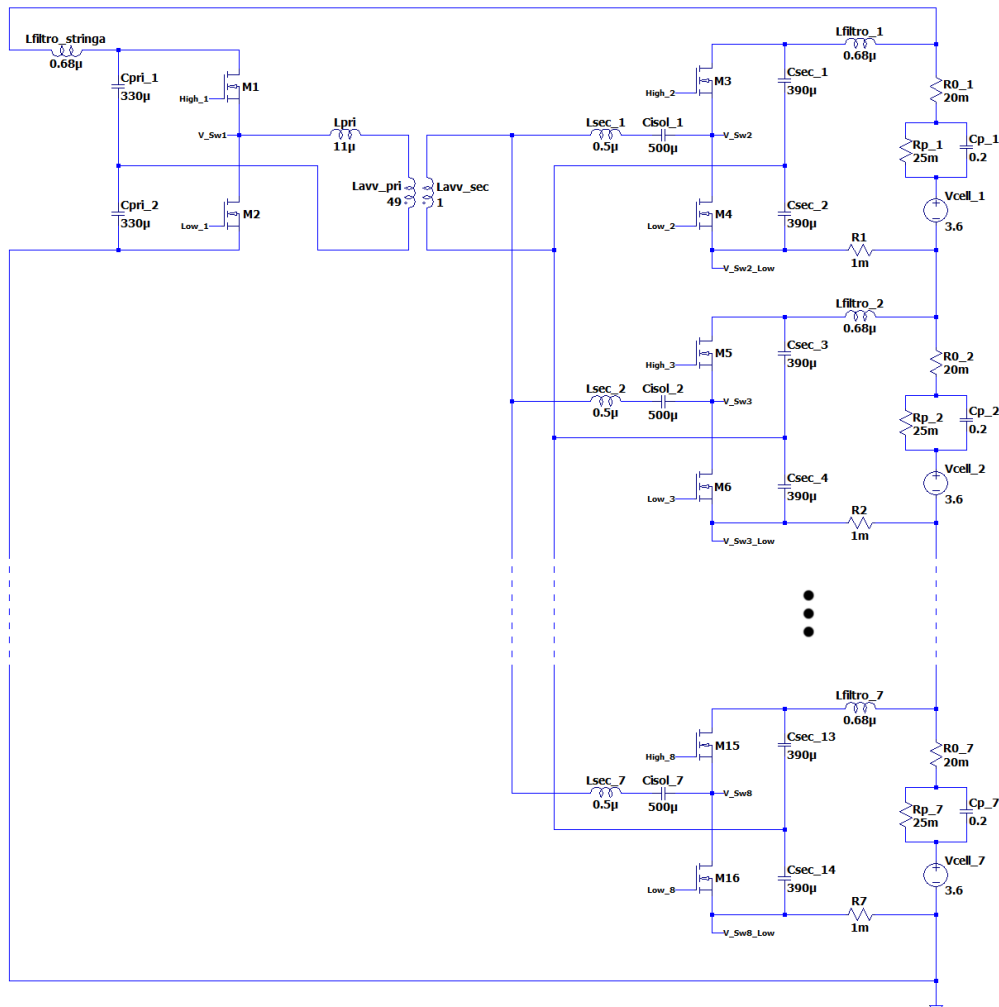 Lfiltro_stringa
0.68µ
Cpri_1
330µ
M1
High_1
V_Sw1
Lpri
11µ
Cpri_2
330µ
M2
Low_1
Lavv_pri
49
Lavv_sec
1
Lfiltro_1
0.68µ
M3
High_2
Csec_1
390µ
R0_1
20m
Lsec_1
0.5µ
Cisol_1
500µ
V_Sw2
Rp_1
25m
Cp_1
0.2
M4
Low_2
Csec_2
390µ
Vcell_1
3.6
R1
1m
V_Sw2_Low
Lfiltro_2
0.68µ
M5
High_3
Csec_3
390µ
R0_2
20m
Lsec_2
0.5µ
Cisol_2
500µ
V_Sw3
Rp_2
25m
Cp_2
0.2
M6
Low_3
Csec_4
390µ
Vcell_2
3.6
R2
1m
V_Sw3_Low
Lfiltro_7
0.68µ
M15
High_8
Csec_13
390µ
R0_7
20m
Lsec_7
0.5µ
Cisol_7
500µ
V_Sw8
Rp_7
25m
Cp_7
0.2
M16
Low_8
Csec_14
390µ
Vcell_7
3.6
R7
1m
V_Sw8_Low